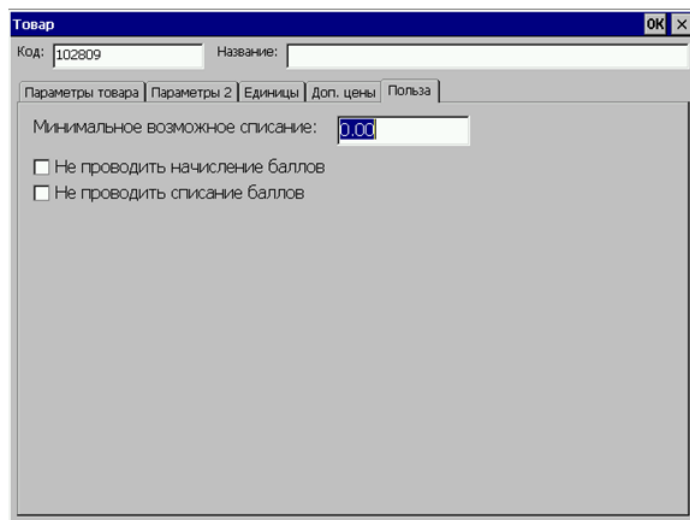 Товар OK ×
Код: 102809 Название:
Параметры товара Параметры 2 Единицы Доп. цены Польза
Минимальное возможное списание: 0.00
Не проводить начисление баллов
Не проводить списание баллов